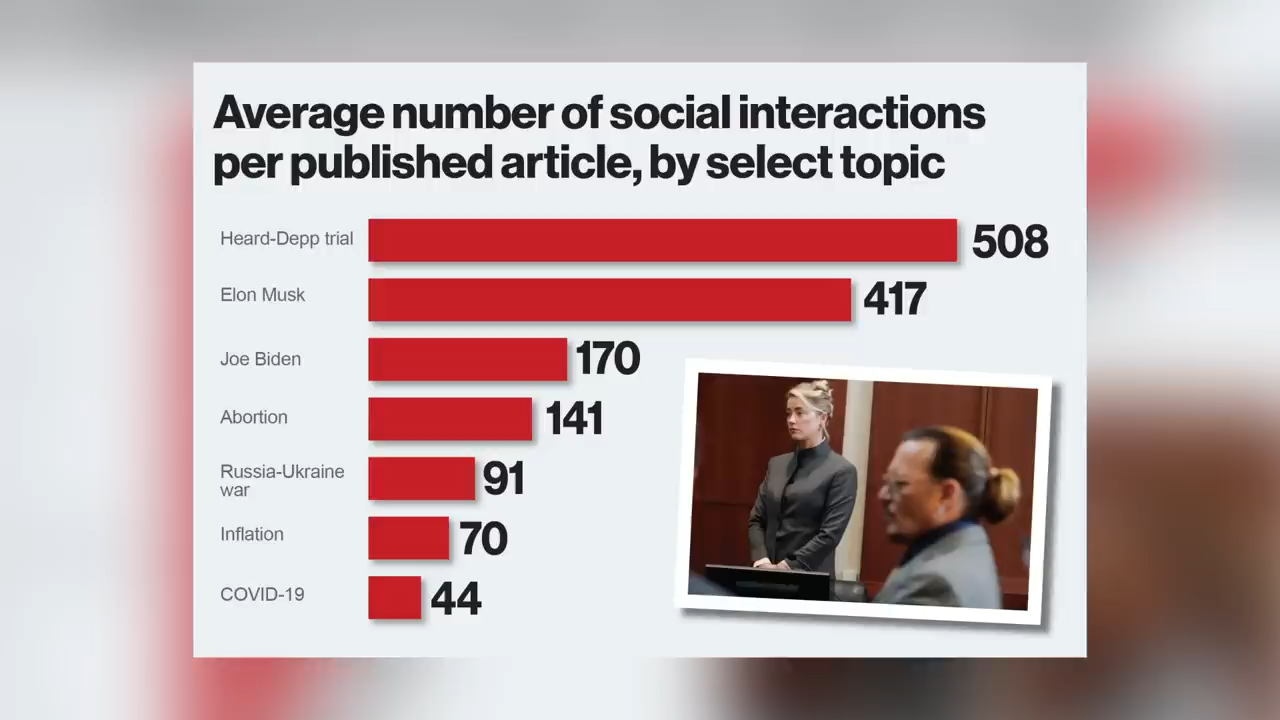 Average number of social interactions
per published article, by select topic
Heard-Depp trial 508
Elon Musk 417
Joe Biden 170
Abortion 141
Russia-Ukraine
war 91
Inflation 70
COVID-19 44